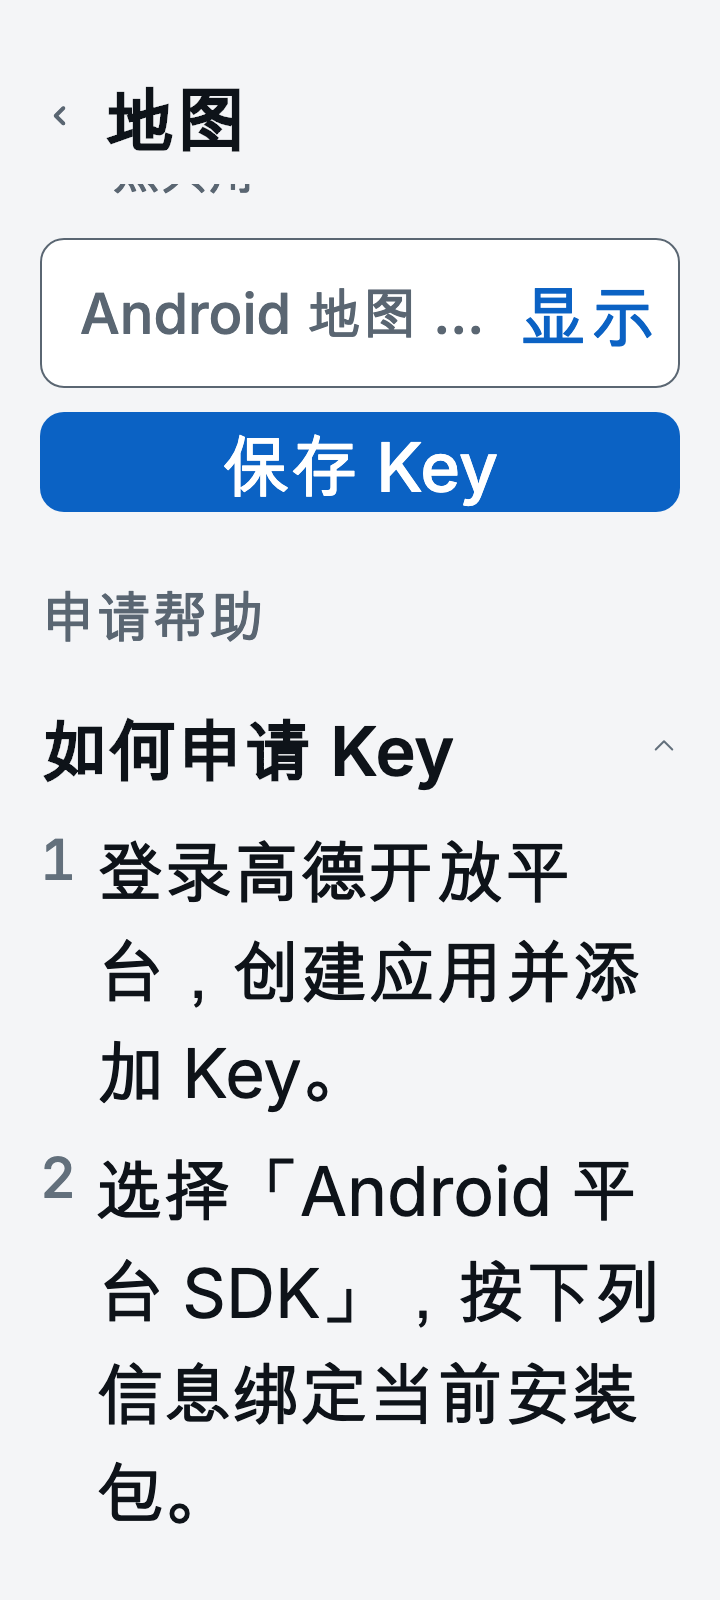 地图
Android 地图 ...
显示
保存 Key
申请帮助
如何申请 Key
1
登录高德开放平
台，创建应用并添
加 Key。
2
选择「Android 平
台 SDK」，按下列
信息绑定当前安装
包。